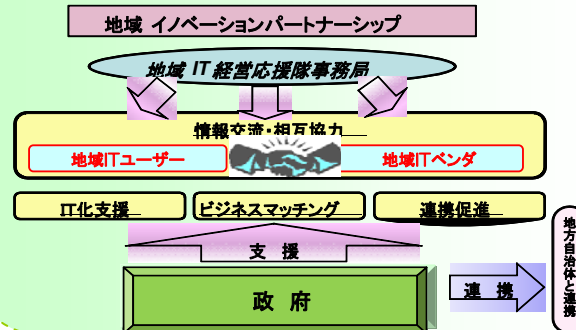 地域 イノベーションパートナーシップ
地域 IT 経営応援隊事務局
情報交流・相互協力
地域ITユーザー
地域ITベンダ
IT化支援
ビジネスマッチング
連携促進
支 援
政 府
連 携
地方自治体と連携